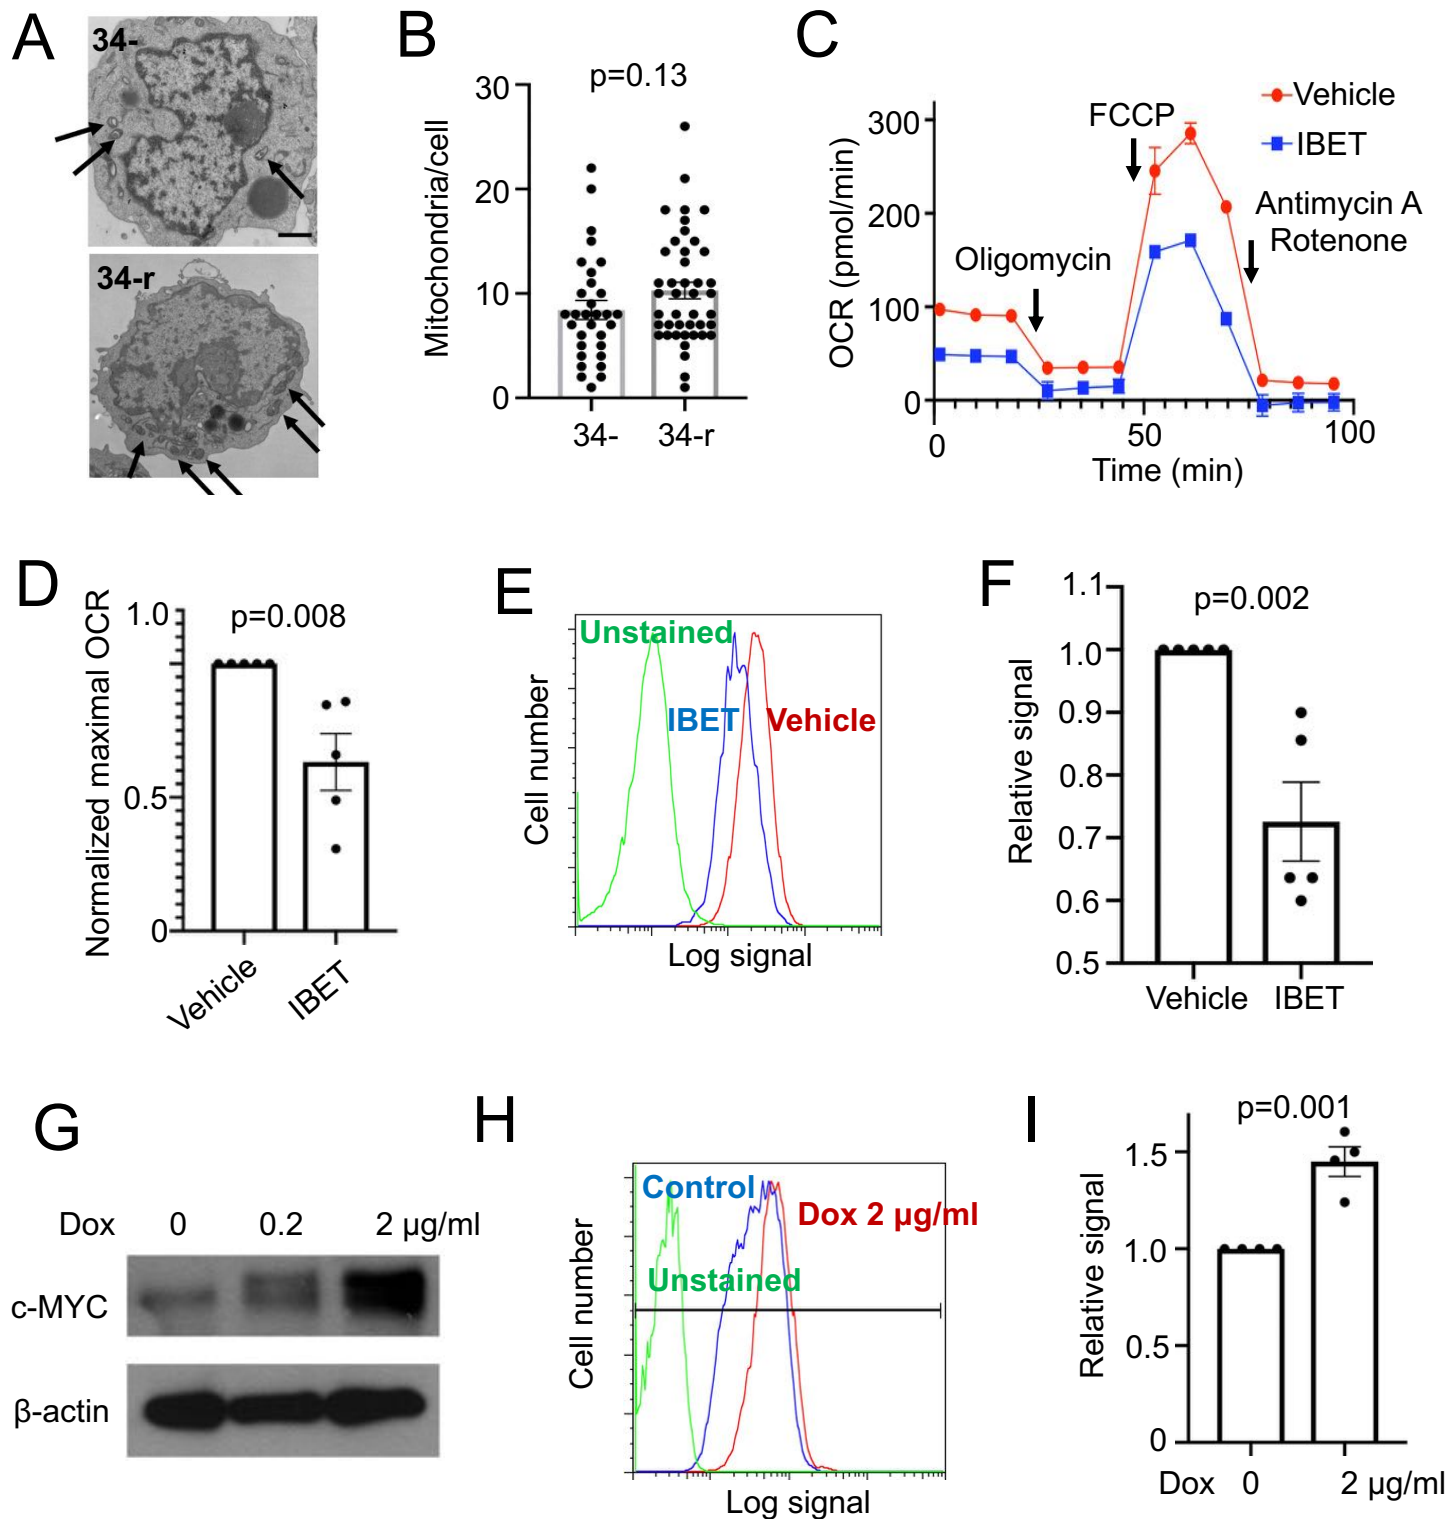 A
34-
34-r
B
p=0.13
Mitochondria/cell
30
20
10
0
34-
34-r
C
Vehicle
IBET
FCCP
Antimycin A
Rotenone
Oligomycin
OCR (pmol/min)
300
200
100
0
0
50
100
Time (min)
D
p=0.008
Normalized maximal OCR
1.0
0.5
0
Vehicle
IBET
E
Unstained
IBET
Vehicle
Cell number
Log signal
F
p=0.002
Relative signal
1.1
1.0
0.9
0.8
0.7
0.6
0.5
Vehicle
IBET
G
Dox 0 0.2 2 µg/ml
c-MYC
β-actin
H
Control
Dox 2 µg/ml
Unstained
Cell number
Log signal
I
p=0.001
Relative signal
1.5
1.0
0.5
0
Dox 0 2 µg/ml